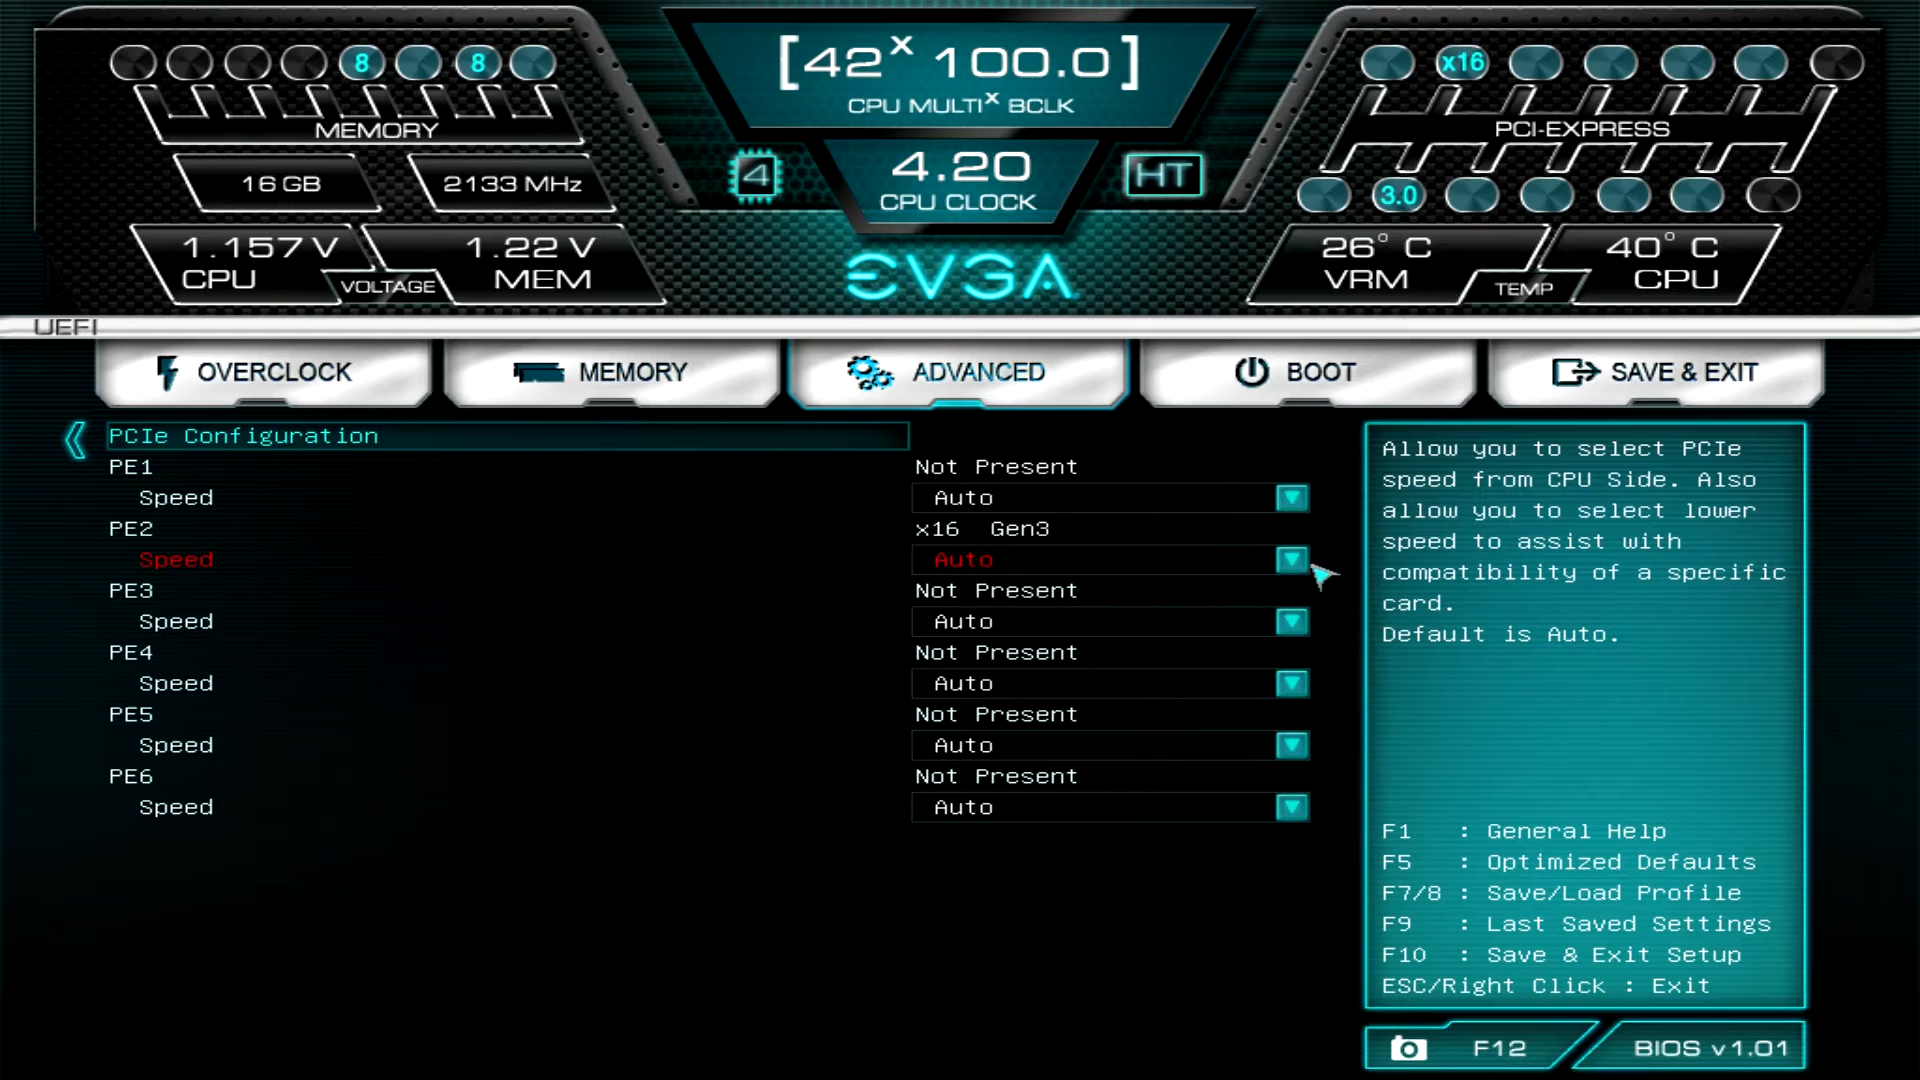 8 8
MEMORY
16 GB
2133 MHz
1.157 V
CPU
VOLTAGE
1.22 V
MEM
[42 x 100.0]
CPU MULTI x BCLK
4
4.20
CPU CLOCK
HT
EVGA
x16
PCI-EXPRESS
3.0
26° C
VRM
TEMP
40° C
CPU
UEFI
OVERCLOCK
MEMORY
ADVANCED
BOOT
SAVE & EXIT
PCIe Configuration
PE1 Not Present
Speed Auto
PE2 x16 Gen3
Speed Auto
PE3 Not Present
Speed Auto
PE4 Not Present
Speed Auto
PE5 Not Present
Speed Auto
PE6 Not Present
Speed Auto
Allow you to select PCIe
speed from CPU Side. Also
allow you to select lower
speed to assist with
compatibility of a specific
card.
Default is Auto.
F1 : General Help
F5 : Optimized Defaults
F7/8 : Save/Load Profile
F9 : Last Saved Settings
F10 : Save & Exit Setup
ESC/Right Click : Exit
F12
BIOS v1.01